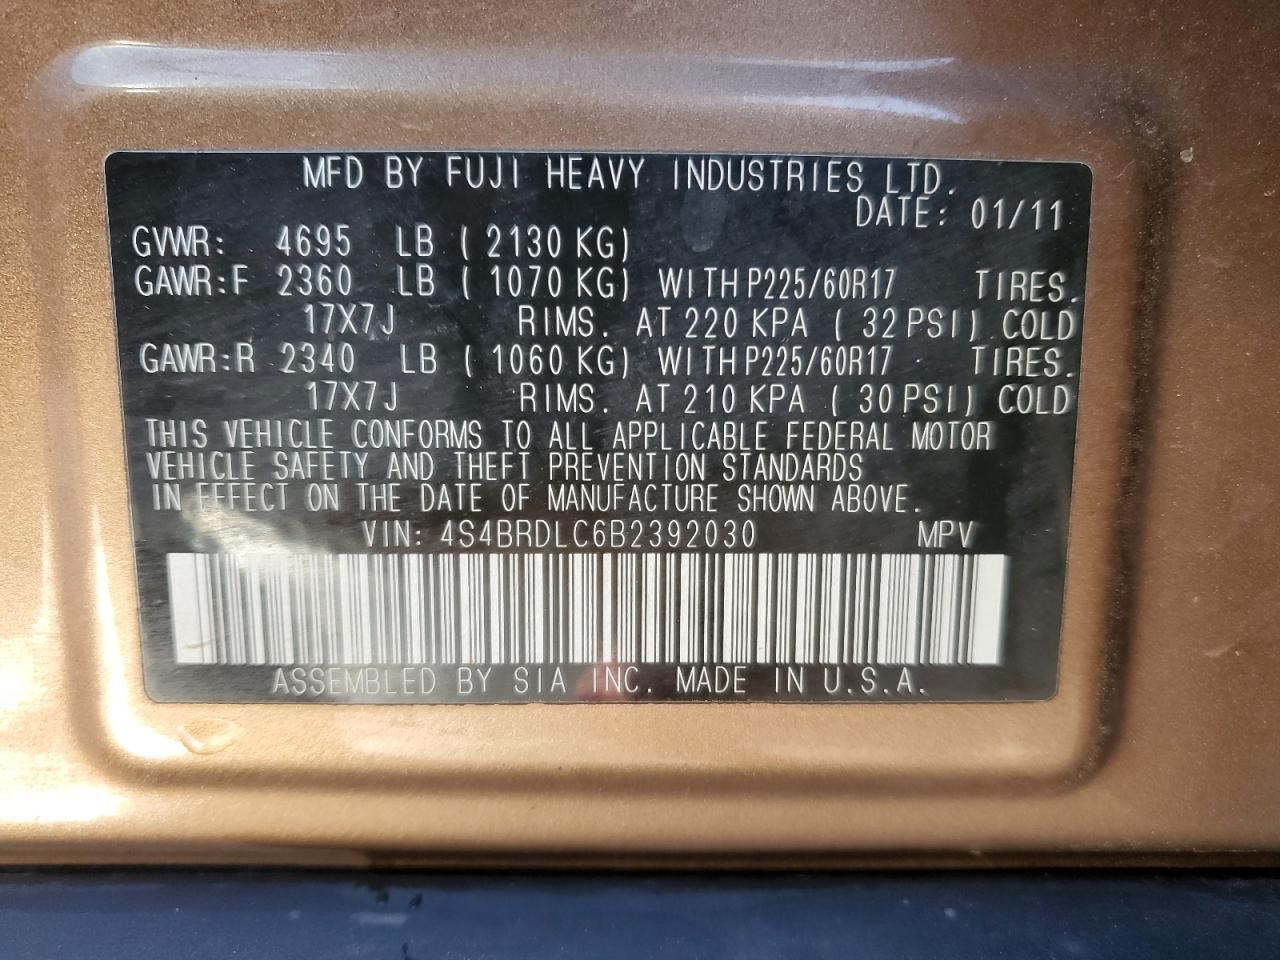 MFD BY FUJI HEAVY INDUSTRIES LTD.
DATE: 01/11
GVWR: 4695 LB ( 2130 KG)
GAWR:F 2360 LB ( 1070 KG) WITH P225/60R17 TIRES.
17X7J RIMS. AT 220 KPA ( 32 PSI) COLD
GAWR:R 2340 LB ( 1060 KG) WITH P225/60R17 TIRES.
17X7J RIMS. AT 210 KPA ( 30 PSI) COLD
THIS VEHICLE CONFORMS TO ALL APPLICABLE FEDERAL MOTOR
VEHICLE SAFETY AND THEFT PREVENTION STANDARDS
IN EFFECT ON THE DATE OF MANUFACTURE SHOWN ABOVE.
VIN: 4S4BRDLC6B2392030 MPV
ASSEMBLED BY SIA INC. MADE IN U.S.A.